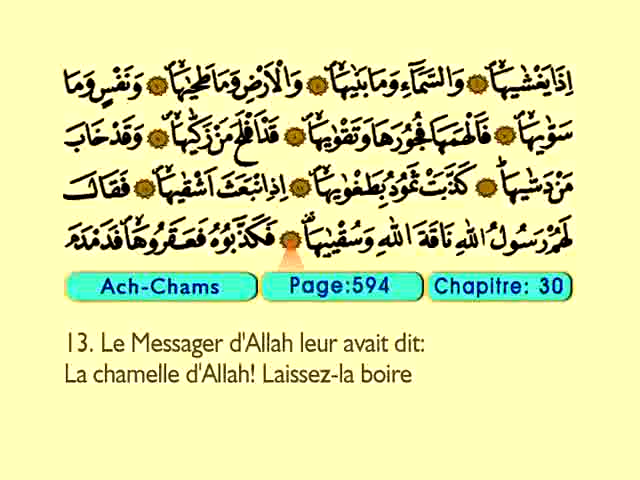 إِذَا يَغْشَىٰهَا ۝ وَالسَّمَآءِ وَمَا بَنَىٰهَا ۝ وَالْأَرْضِ وَمَا طَحَىٰهَا ۝ وَنَفْسٍ وَمَا
سَوَّىٰهَا ۝ فَأَلْهَمَهَا فُجُورَهَا وَتَقْوَىٰهَا ۝ قَدْ أَفْلَحَ مَنْ زَكَّىٰهَا ۝ وَقَدْ خَابَ
مَنْ دَسَّىٰهَا ۝ كَذَّبَتْ ثَمُودُ بِطَغْوَىٰهَا ۝ إِذِ انْبَعَثَ أَشْقَىٰهَا ۝ فَقَالَ
لَهُمْ رَسُولُ اللّٰهِ نَاقَةَ اللّٰهِ وَسُقْيَىٰهَا ۝ فَكَذَّبُوهُ فَعَقَرُوهَا فَدَمْدَمَ
Ach-Chams Page:594 Chapitre: 30
13. Le Messager d'Allah leur avait dit:
La chamelle d'Allah! Laissez-la boire